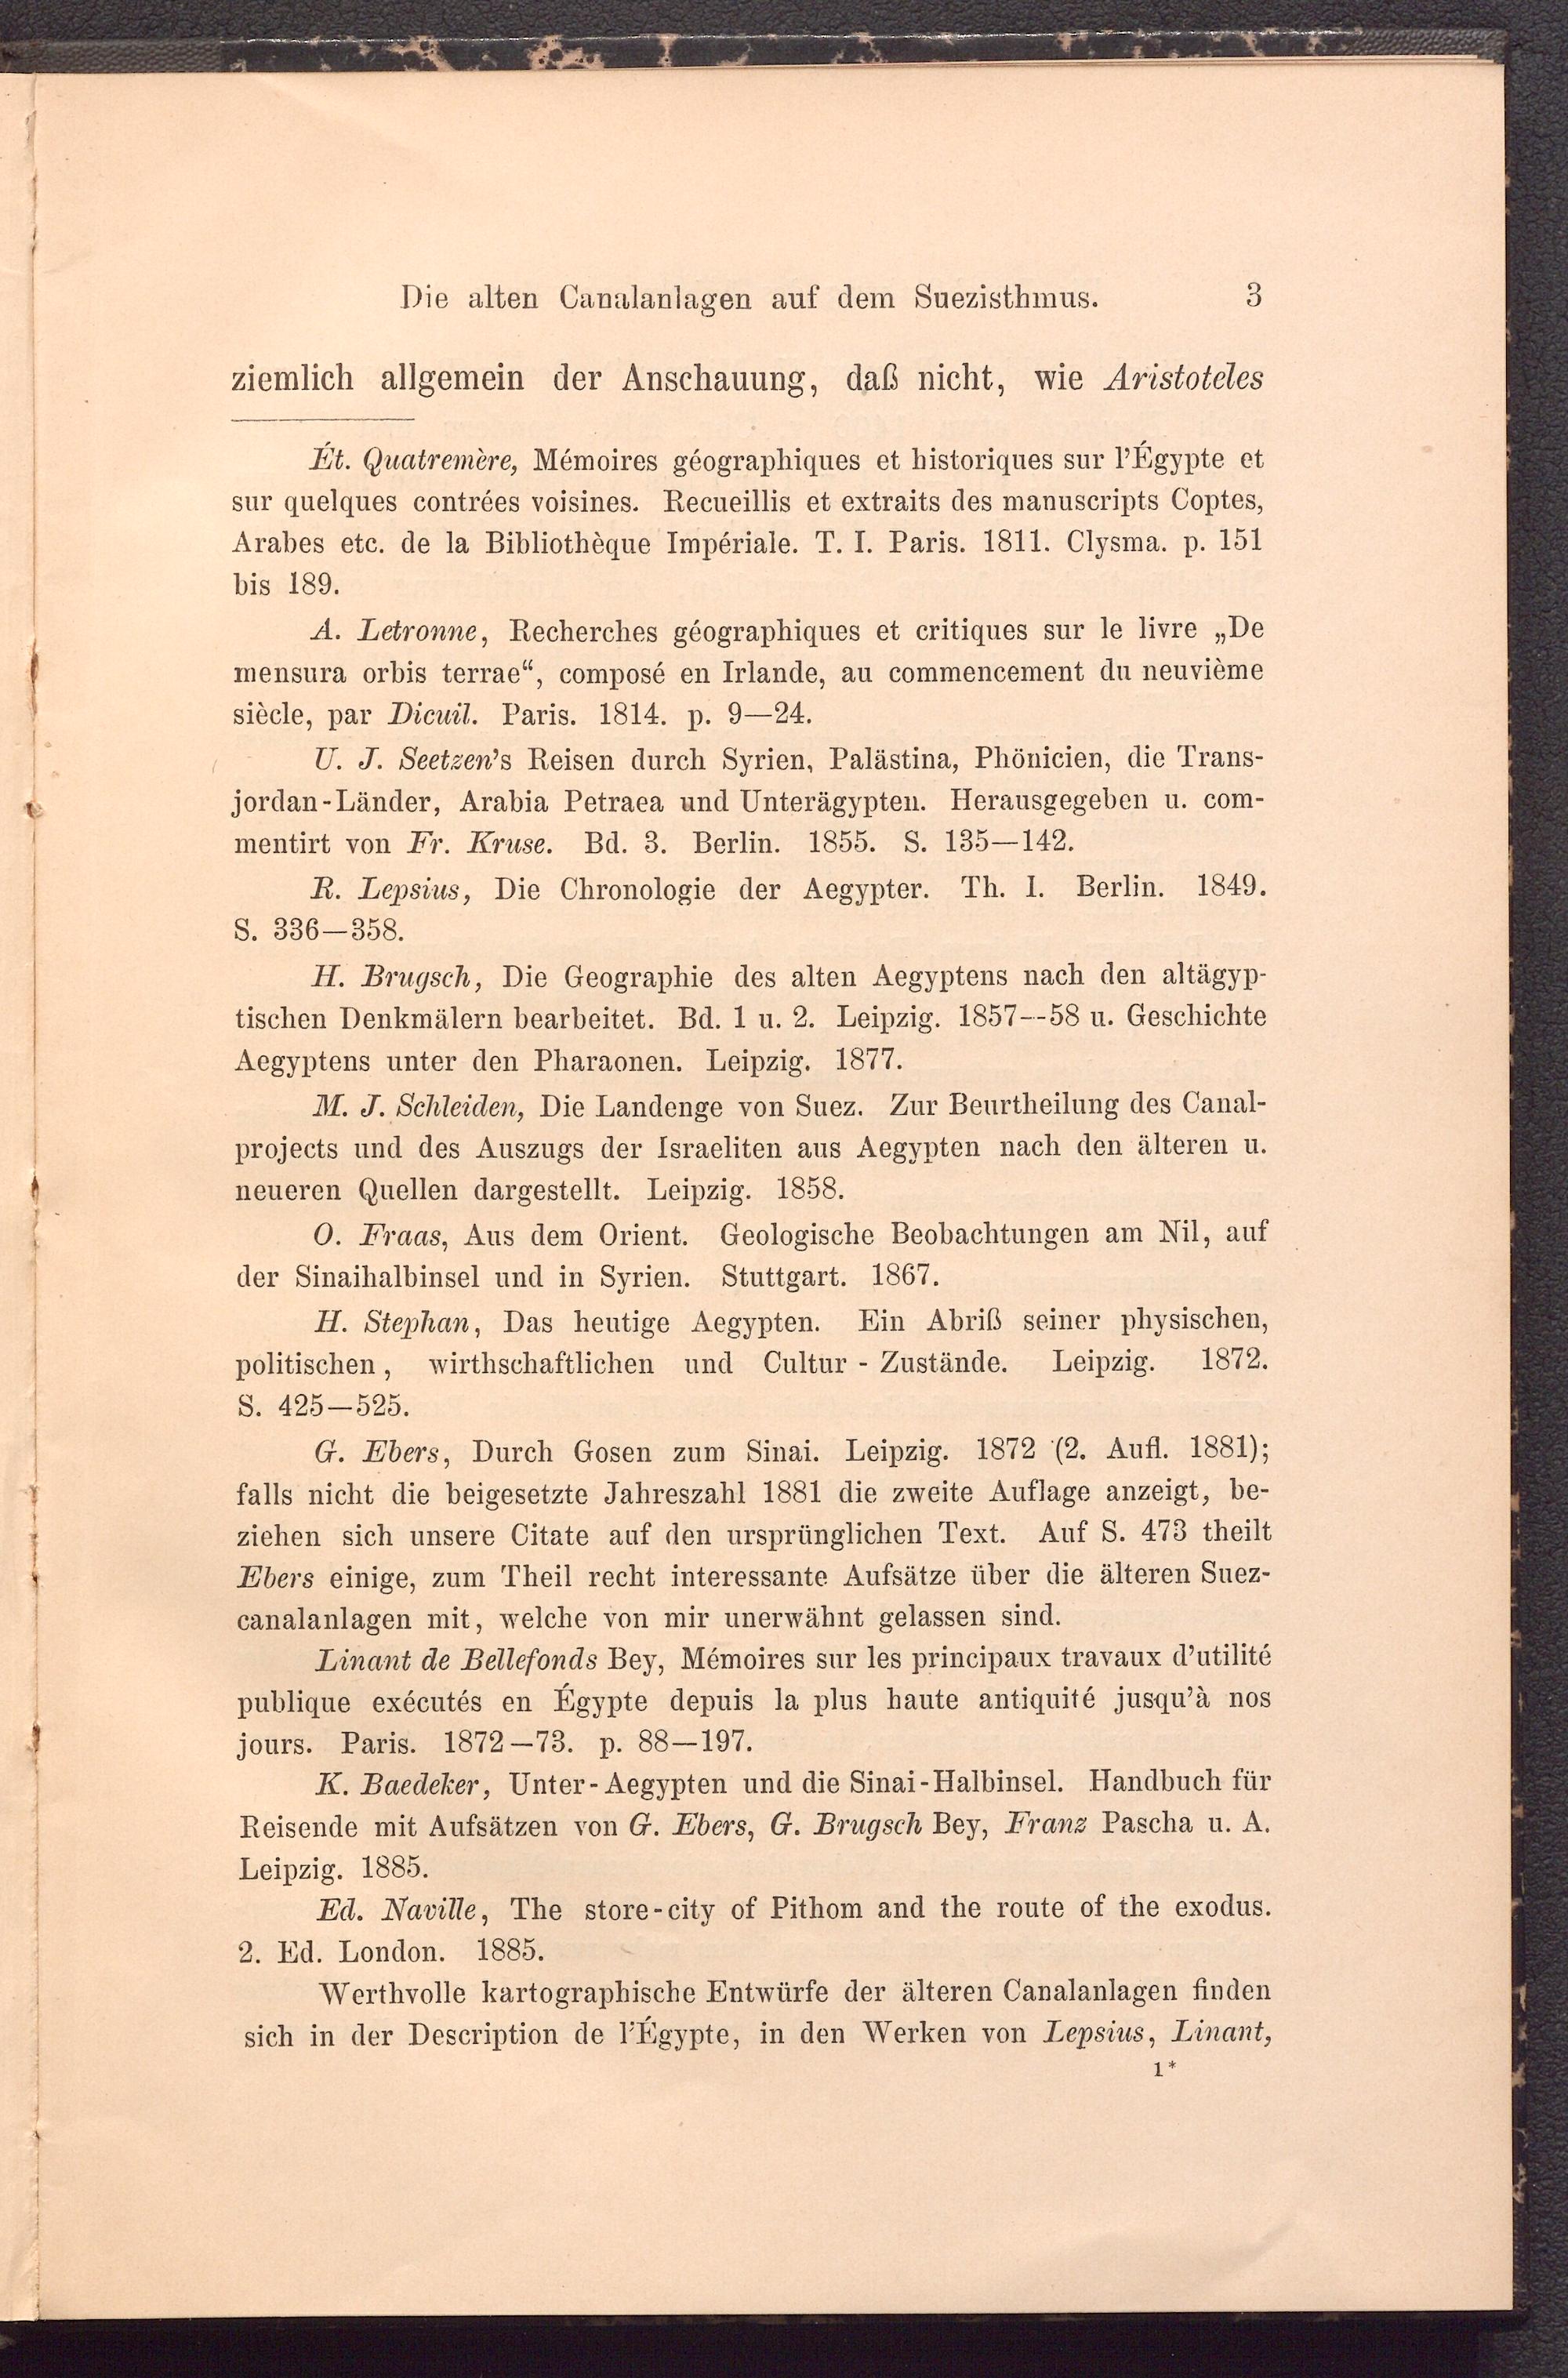 Die alten Canalanlagen auf dem Suezisthmus. 3
ziemlich allgemein der Anschauung, daß nicht, wie Aristoteles
Ét. Quatremère, Mémoires géographiques et historiques sur l'Égypte et
sur quelques contrées voisines. Recueillis et extraits des manuscripts Coptes,
Arabes etc. de la Bibliothèque Impériale. T. I. Paris. 1811. Clysma. p. 151
bis 189.
A. Letronne, Recherches géographiques et critiques sur le livre „De
mensura orbis terrae“, composé en Irlande, au commencement du neuvième
siècle, par Dicuil. Paris. 1814. p. 9—24.
U. J. Seetzen's Reisen durch Syrien, Palästina, Phönicien, die Trans-
jordan-Länder, Arabia Petraea und Unterägypten. Herausgegeben u. com-
mentirt von Fr. Kruse. Bd. 3. Berlin. 1855. S. 135—142.
R. Lepsius, Die Chronologie der Aegypter. Th. I. Berlin. 1849.
S. 336—358.
H. Brugsch, Die Geographie des alten Aegyptens nach den altägyp-
tischen Denkmälern bearbeitet. Bd. 1 u. 2. Leipzig. 1857--58 u. Geschichte
Aegyptens unter den Pharaonen. Leipzig. 1877.
M. J. Schleiden, Die Landenge von Suez. Zur Beurtheilung des Canal-
projects und des Auszugs der Israeliten aus Aegypten nach den älteren u.
neueren Quellen dargestellt. Leipzig. 1858.
O. Fraas, Aus dem Orient. Geologische Beobachtungen am Nil, auf
der Sinaihalbinsel und in Syrien. Stuttgart. 1867.
H. Stephan, Das heutige Aegypten. Ein Abriß seiner physischen,
politischen, wirthschaftlichen und Cultur - Zustände. Leipzig. 1872.
S. 425—525.
G. Ebers, Durch Gosen zum Sinai. Leipzig. 1872 (2. Aufl. 1881);
falls nicht die beigesetzte Jahreszahl 1881 die zweite Auflage anzeigt, be-
ziehen sich unsere Citate auf den ursprünglichen Text. Auf S. 473 theilt
Ebers einige, zum Theil recht interessante Aufsätze über die älteren Suez-
canalanlagen mit, welche von mir unerwähnt gelassen sind.
Linant de Bellefonds Bey, Mémoires sur les principaux travaux d'utilité
publique exécutés en Égypte depuis la plus haute antiquité jusqu'à nos
jours. Paris. 1872—73. p. 88—197.
K. Baedeker, Unter-Aegypten und die Sinai-Halbinsel. Handbuch für
Reisende mit Aufsätzen von G. Ebers, G. Brugsch Bey, Franz Pascha u. A.
Leipzig. 1885.
Ed. Naville, The store-city of Pithom and the route of the exodus.
2. Ed. London. 1885.
Werthvolle kartographische Entwürfe der älteren Canalanlagen finden
sich in der Description de l'Égypte, in den Werken von Lepsius, Linant,
1*